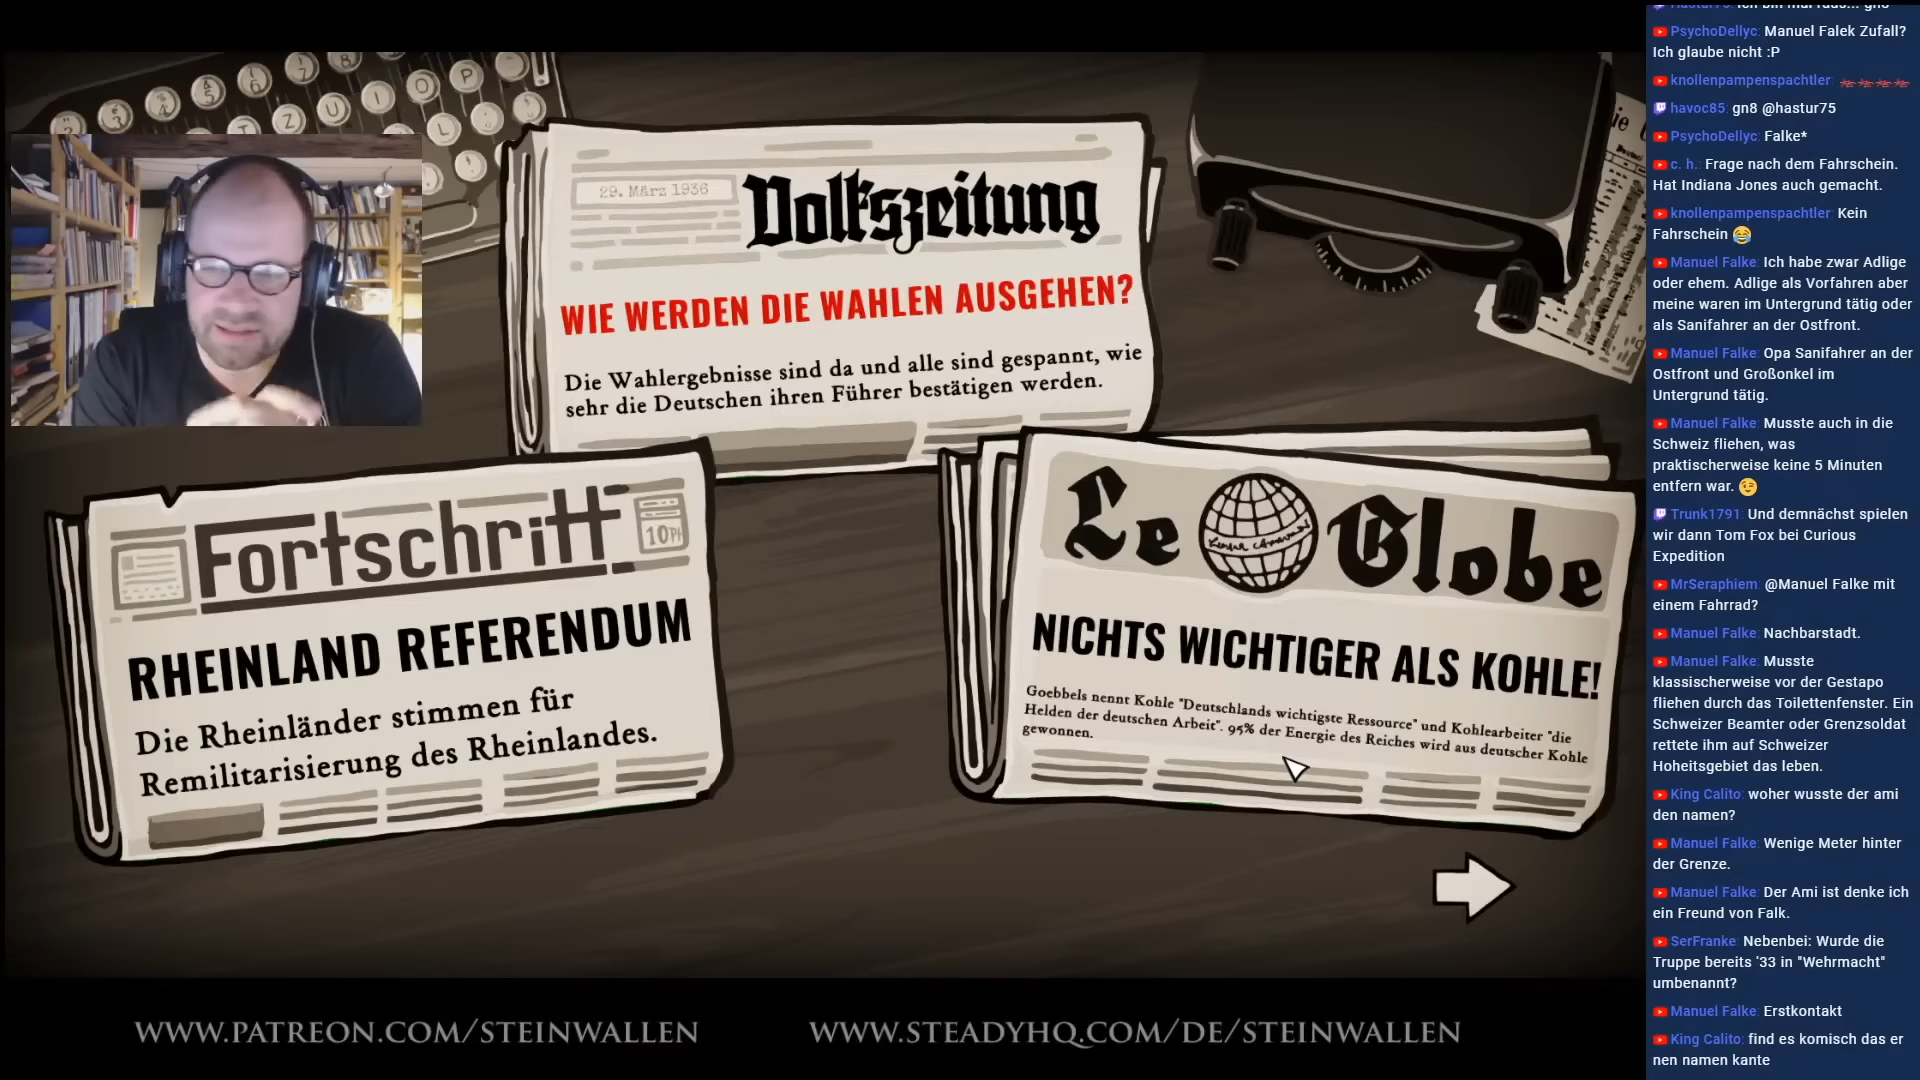 29. März 1936
Volkszeitung
WIE WERDEN DIE WAHLEN AUSGEHEN?
Die Wahlergebnisse sind da und alle sind gespannt, wie
sehr die Deutschen ihren Führer bestätigen werden.
Fortschritt
RHEINLAND REFERENDUM
Die Rheinländer stimmen für
Remilitarisierung des Rheinlandes.
Le Globe
NICHTS WICHTIGER ALS KOHLE!
Goebbels nennt Kohle "Deutschlands wichtigste Ressource" und Kohlearbeiter "die
Helden der deutschen Arbeit". 95% der Energie des Reiches wird aus deutscher Kohle
gewonnen.
WWW.PATREON.COM/STEINWALLEN
WWW.STEADYHQ.COM/DE/STEINWALLEN
PsychoDellyc: Manuel Falek Zufall?
Ich glaube nicht :P
knollenpampenspachtler:
havoc85: gn8 @hastur75
PsychoDellyc: Falke*
c. h.: Frage nach dem Fahrschein.
Hat Indiana Jones auch gemacht.
knollenpampenspachtler: Kein
Fahrschein 😂
Manuel Falke: Ich habe zwar Adlige
oder ehem. Adlige als Vorfahren aber
meine waren im Untergrund tätig oder
als Sanifahrer an der Ostfront.
Manuel Falke: Opa Sanifahrer an der
Ostfront und Großonkel im
Untergrund tätig.
Manuel Falke: Musste auch in die
Schweiz fliehen, was
praktischerweise keine 5 Minuten
entfern war. 😉
Trunk1791: Und demnächst spielen
wir dann Tom Fox bei Curious
Expedition
MrSeraphiem: @Manuel Falke mit
einem Fahrrad?
Manuel Falke: Nachbarstadt.
Manuel Falke: Musste
klassischerweise vor der Gestapo
fliehen durch das Toilettenfenster. Ein
Schweizer Beamter oder Grenzsoldat
rettete ihm auf Schweizer
Hoheitsgebiet das leben.
King Calito: woher wusste der ami
den namen?
Manuel Falke: Wenige Meter hinter
der Grenze.
Manuel Falke: Der Ami ist denke ich
ein Freund von Falk.
SerFranke: Nebenbei: Wurde die
Truppe bereits '33 in "Wehrmacht"
umbenannt?
Manuel Falke: Erstkontakt
King Calito: find es komisch das er
nen namen kante